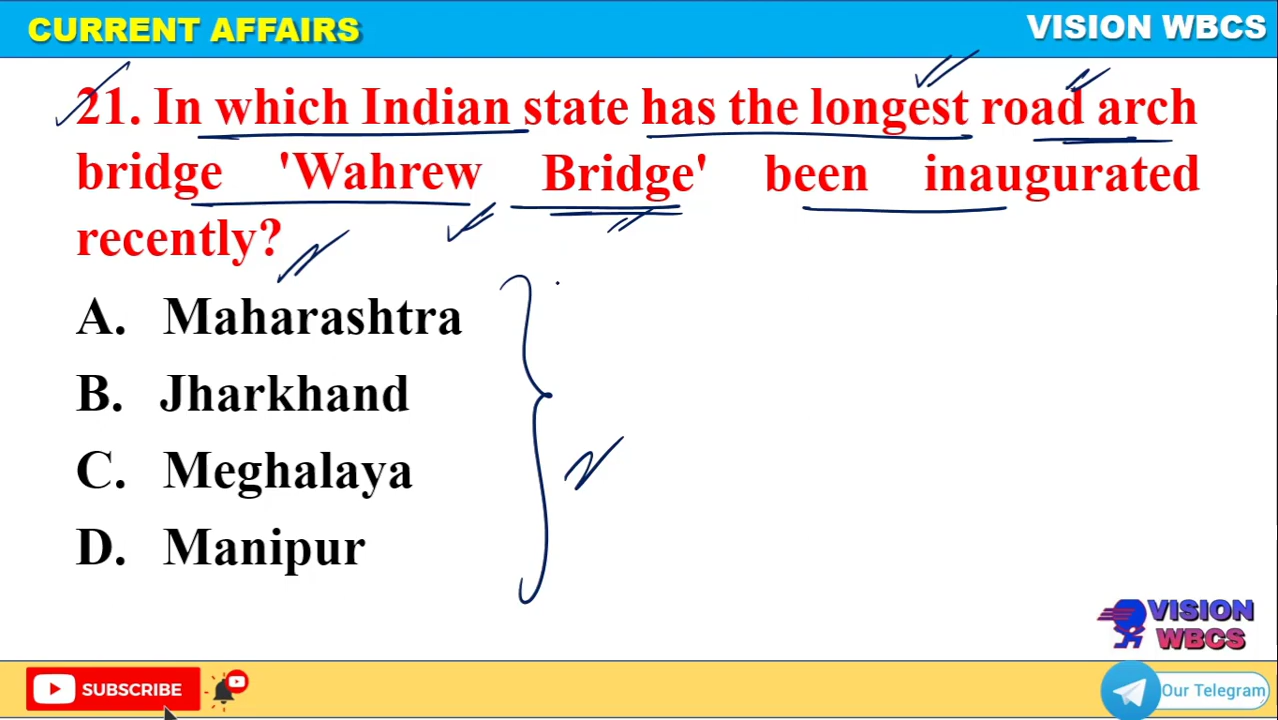 CURRENT AFFAIRS
VISION WBCS
21. In which Indian state has the longest road arch
bridge 'Wahrew Bridge' been inaugurated
recently?
A. Maharashtra
B. Jharkhand
C. Meghalaya
D. Manipur
VISION
WBCS
SUBSCRIBE
Our Telegram